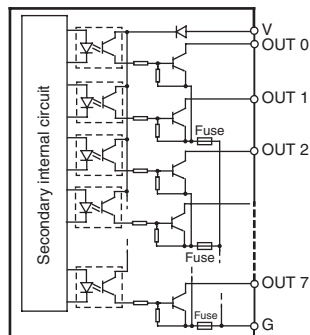 V
OUT 0
OUT 1
Fuse
OUT 2
Secondary internal circuit
Fuse
OUT 7
Fuse
G